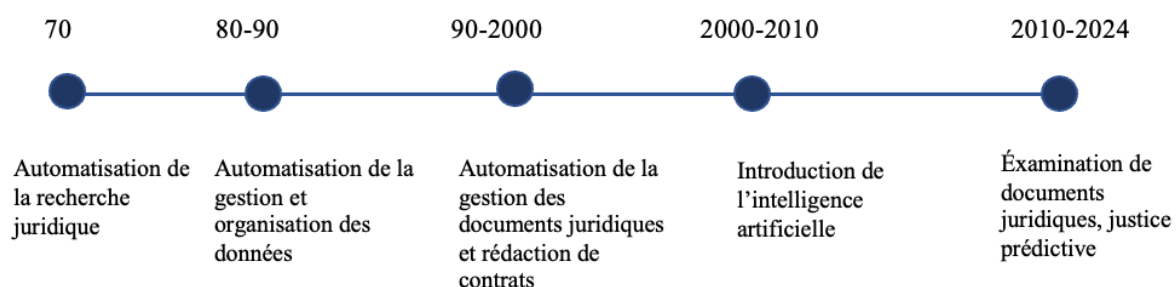 70
80-90
90-2000
2000-2010
2010-2024
Automatisation de
la recherche
juridique
Automatisation de la
gestion et
organisation des
données
Automatisation de la
gestion des
documents juridiques
et rédaction de
contrats
Introduction de
l’intelligence
artificielle
Éxamination de
documents
juridiques, justice
prédictive